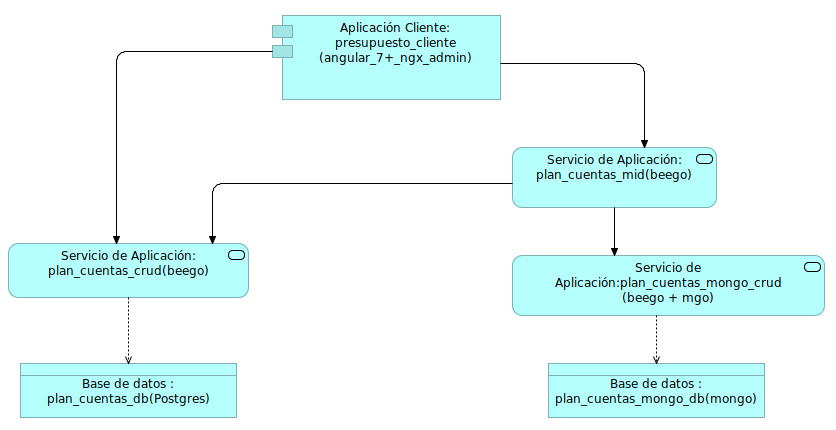 Aplicación Cliente:
presupuesto_cliente
(angular_7+_ngx_admin)
Servicio de Aplicación:
plan_cuentas_mid(beego)
Servicio de Aplicación:
plan_cuentas_crud(beego)
Servicio de
Aplicación:plan_cuentas_mongo_crud
(beego + mgo)
Base de datos :
plan_cuentas_db(Postgres)
Base de datos :
plan_cuentas_mongo_db(mongo)